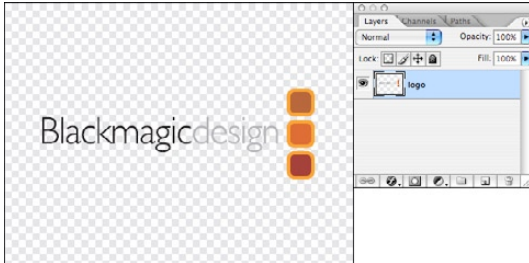 Blackmagicdesign
Layers Channels Paths
Normal Opacity: 100%
Lock: Fill: 100%
logo